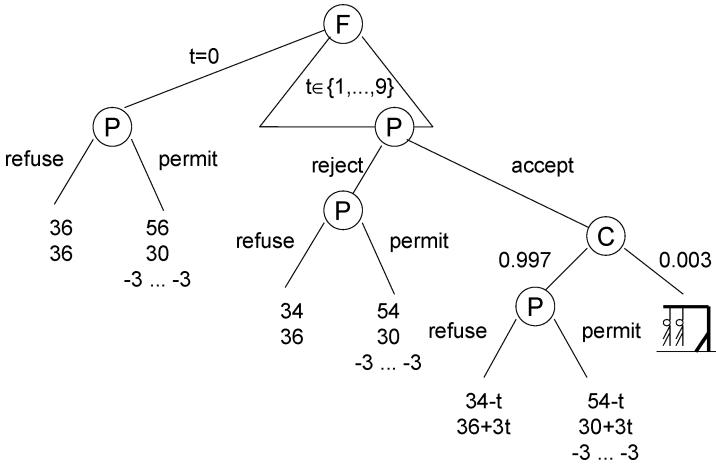 F
t=0
t∈{1,...,9}
P
P
refuse
permit
reject
accept
36
36
56
30
-3 ... -3
P
C
refuse
permit
0.997
0.003
34
36
54
30
-3 ... -3
P
refuse
permit
34-t
36+3t
54-t
30+3t
-3 ... -3